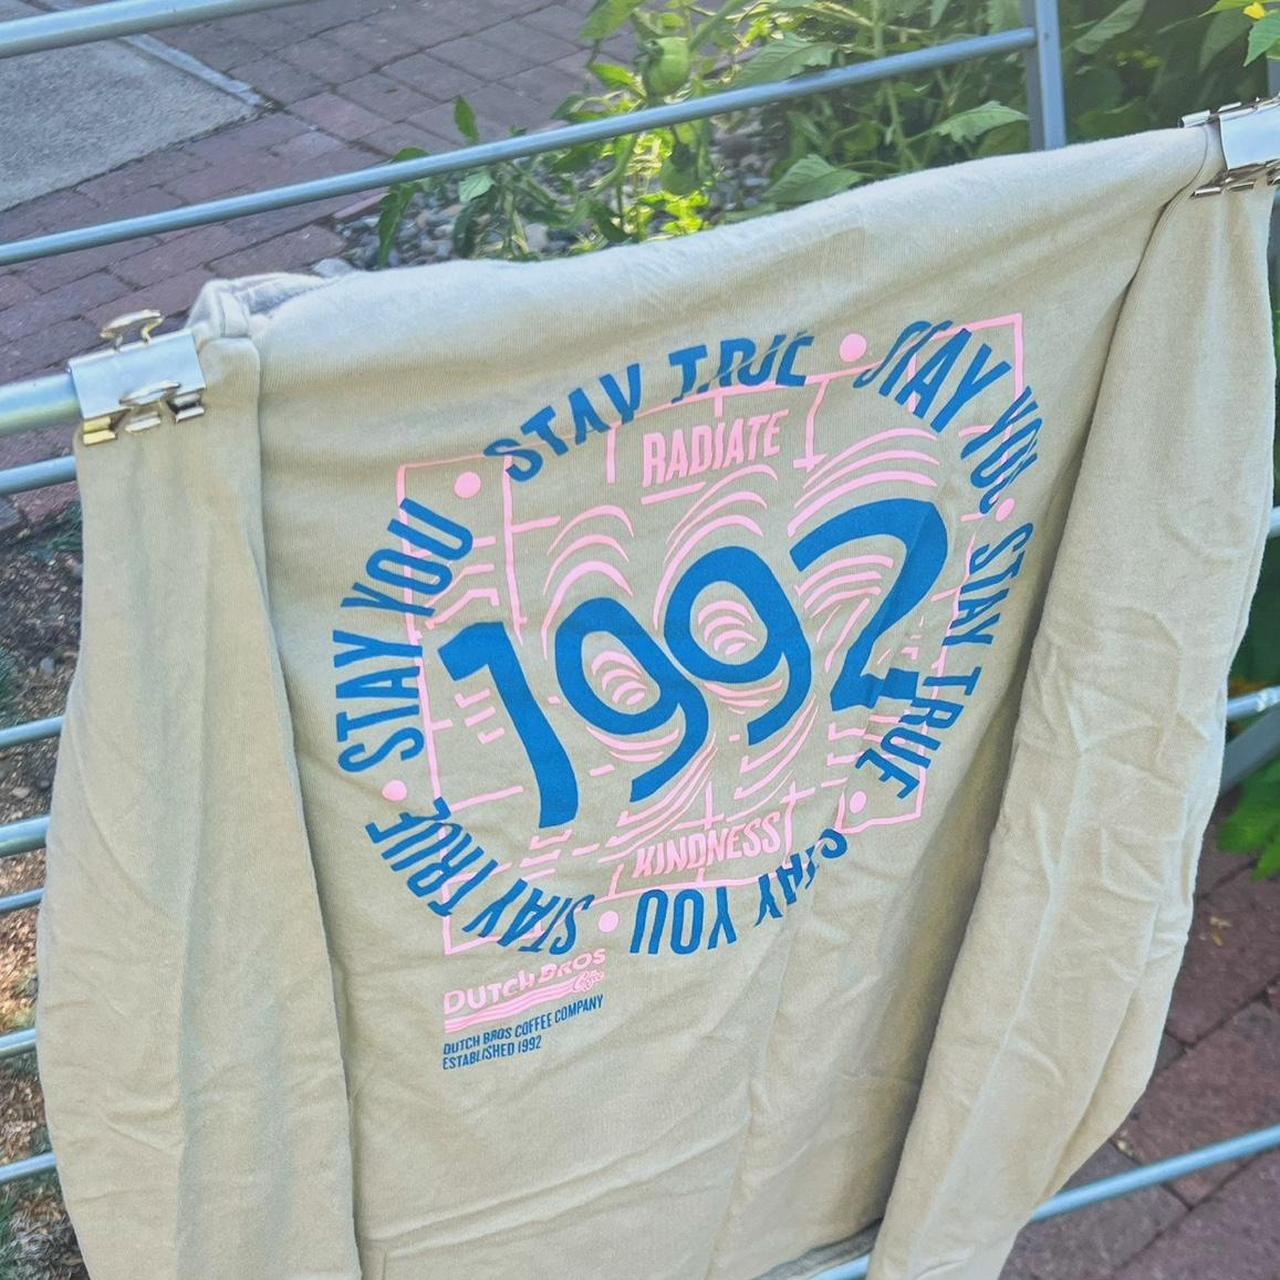 STAY TRUE
STAY YOU
STAY TRUE
STAY YOU
STAY TRUE
STAY YOU
RADIATE
1992
KINDNESS
DUTCH BROS
Coffee
DUTCH BROS COFFEE COMPANY
ESTABLISHED 1992